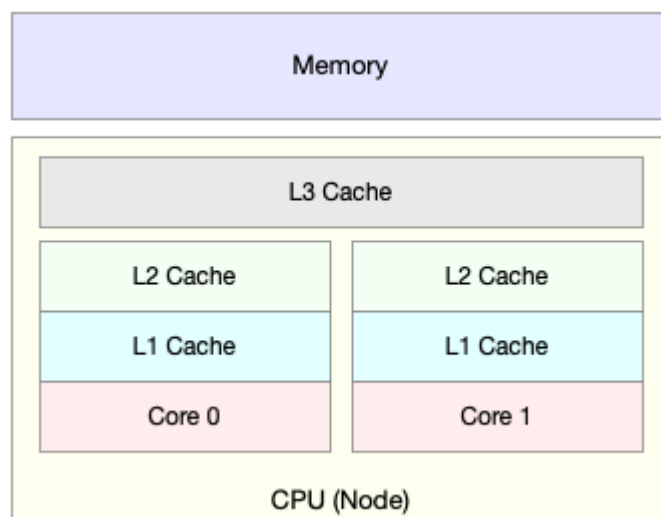 Memory
L3 Cache
L2 Cache
L2 Cache
L1 Cache
L1 Cache
Core 0
Core 1
CPU (Node)